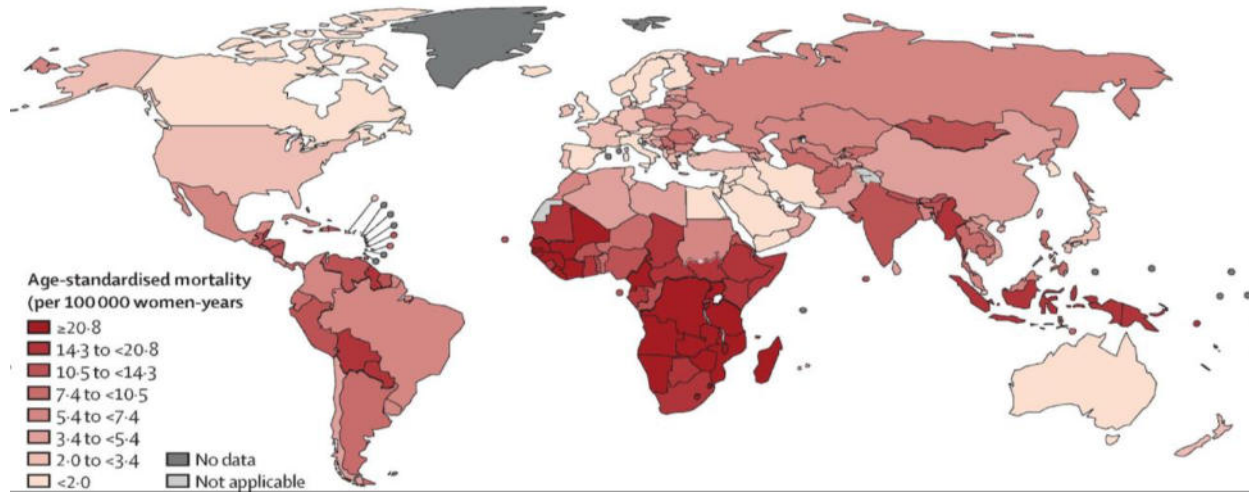 Age-standardised mortality
(per 100 000 women-years
≥20·8
14·3 to <20·8
10·5 to <14·3
7·4 to <10·5
5·4 to <7·4
3·4 to <5·4
2·0 to <3·4
<2·0
No data
Not applicable